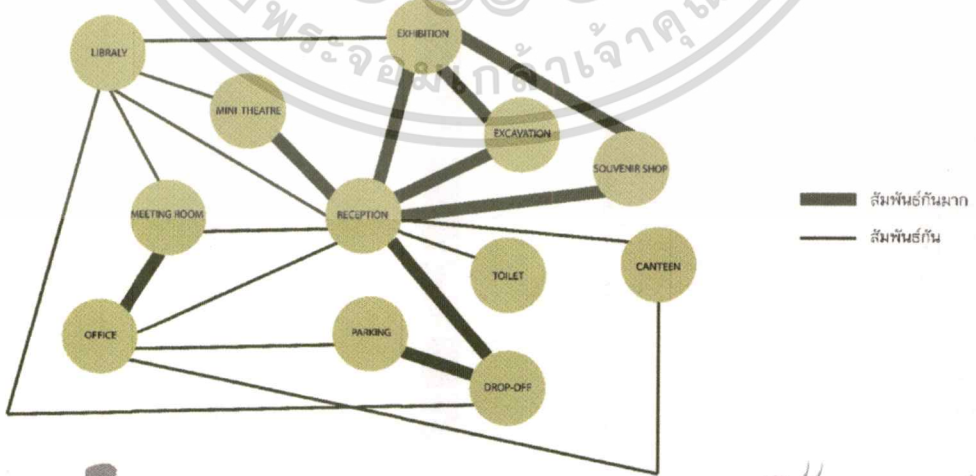 EXHIBITION
LIBRALY
MINI THEATRE
EXCAVATION
SOUVENIR SHOP
MEETING ROOM
RECEPTION
TOILET
CANTEEN
OFFICE
PARKING
DROP-OFF
สัมพันธ์กันมาก
สัมพันธ์กัน